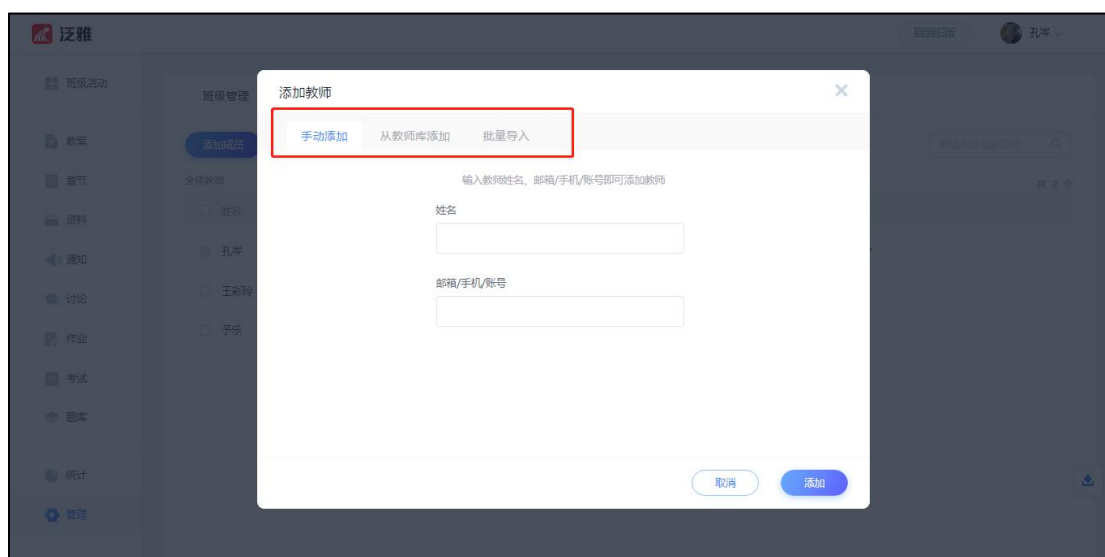 泛雅
回到旧版
孔岑
班级活动
教案
章节
资料
通知
讨论
作业
考试
题库
统计
管理
班级管理
添加成员
全体教师
共 2 个
姓名
孔岑
王彩玲
子乐
添加教师
手动添加 从教师库添加 批量导入
输入教师姓名、邮箱/手机/账号即可添加教师
姓名
邮箱/手机/账号
取消 添加